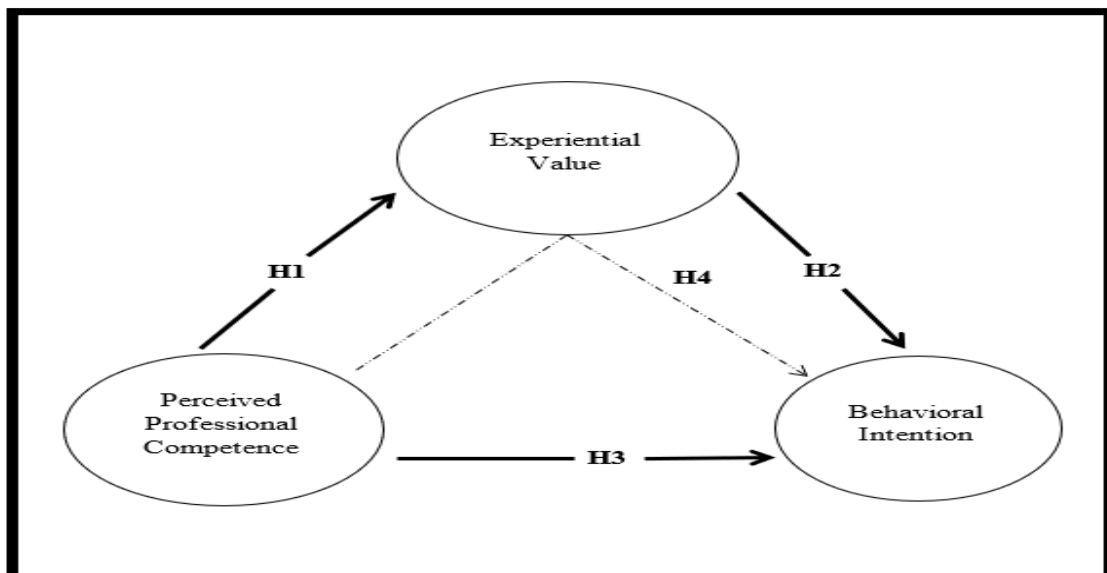 Experiential
Value
H1
H4
H2
Perceived
Professional
Competence
Behavioral
Intention
H3